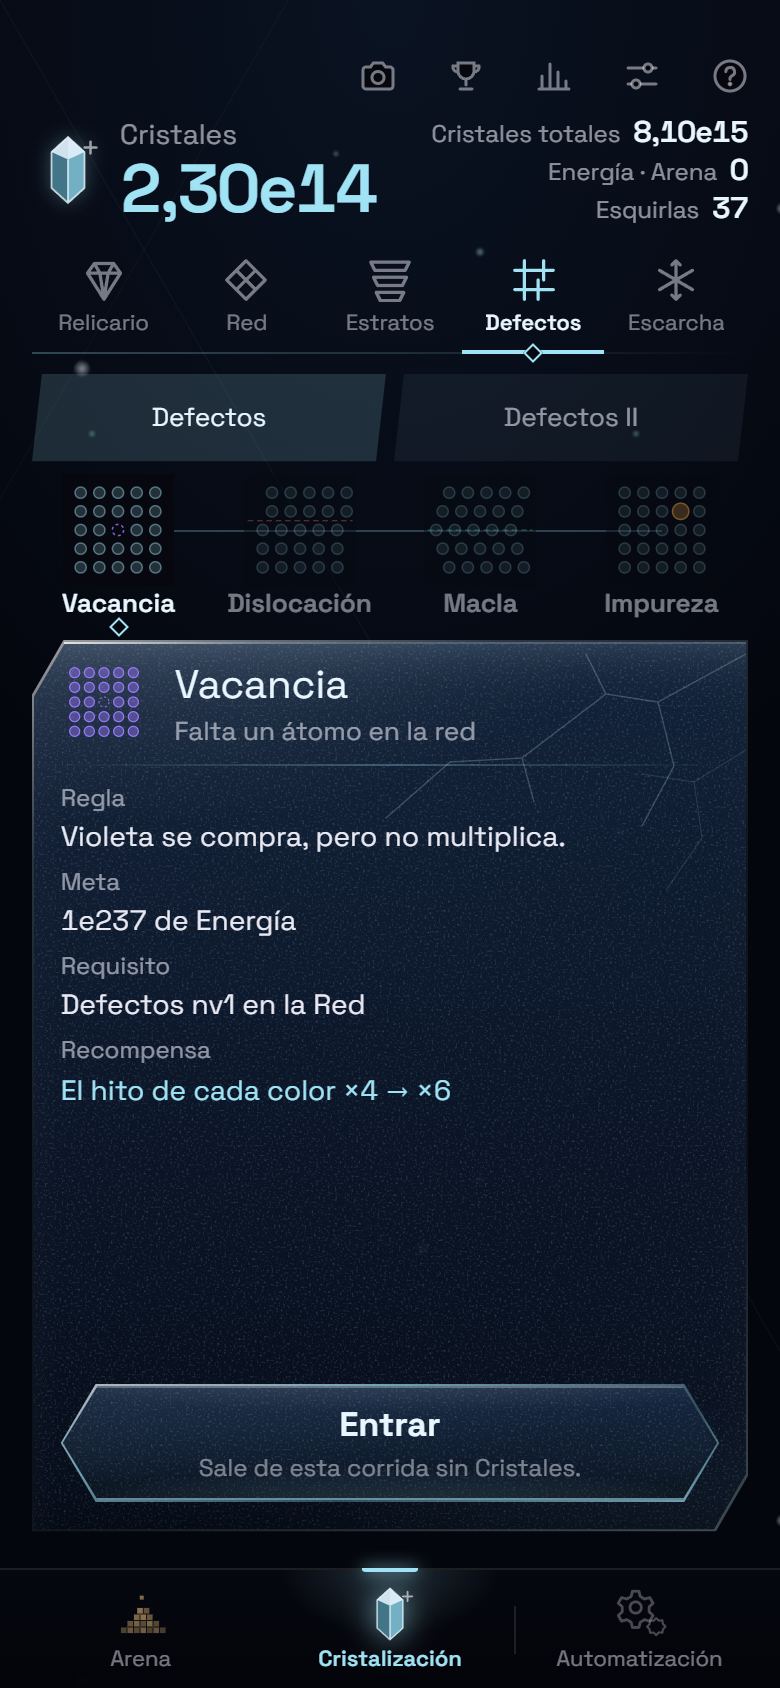 Cristales
2,30e14
Cristales totales 8,10e15
Energía · Arena 0
Esquirlas 37
Relicario
Red
Estratos
Defectos
Escarcha
Defectos
Defectos II
Vacancia
Dislocación
Macla
Impureza
Vacancia
Falta un átomo en la red
Regla
Violeta se compra, pero no multiplica.
Meta
1e237 de Energía
Requisito
Defectos nv1 en la Red
Recompensa
El hito de cada color ×4 → ×6
Entrar
Sale de esta corrida sin Cristales.
Arena
Cristalización
Automatización